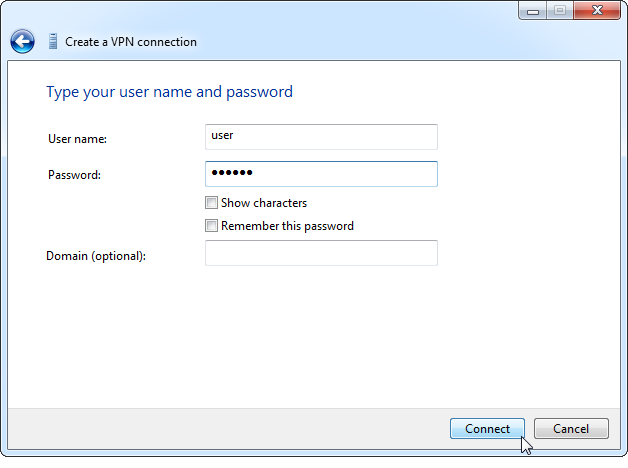 Create a VPN connection
Type your user name and password
User name: user
Password: ••••••
Show characters
Remember this password
Domain (optional):
Connect Cancel